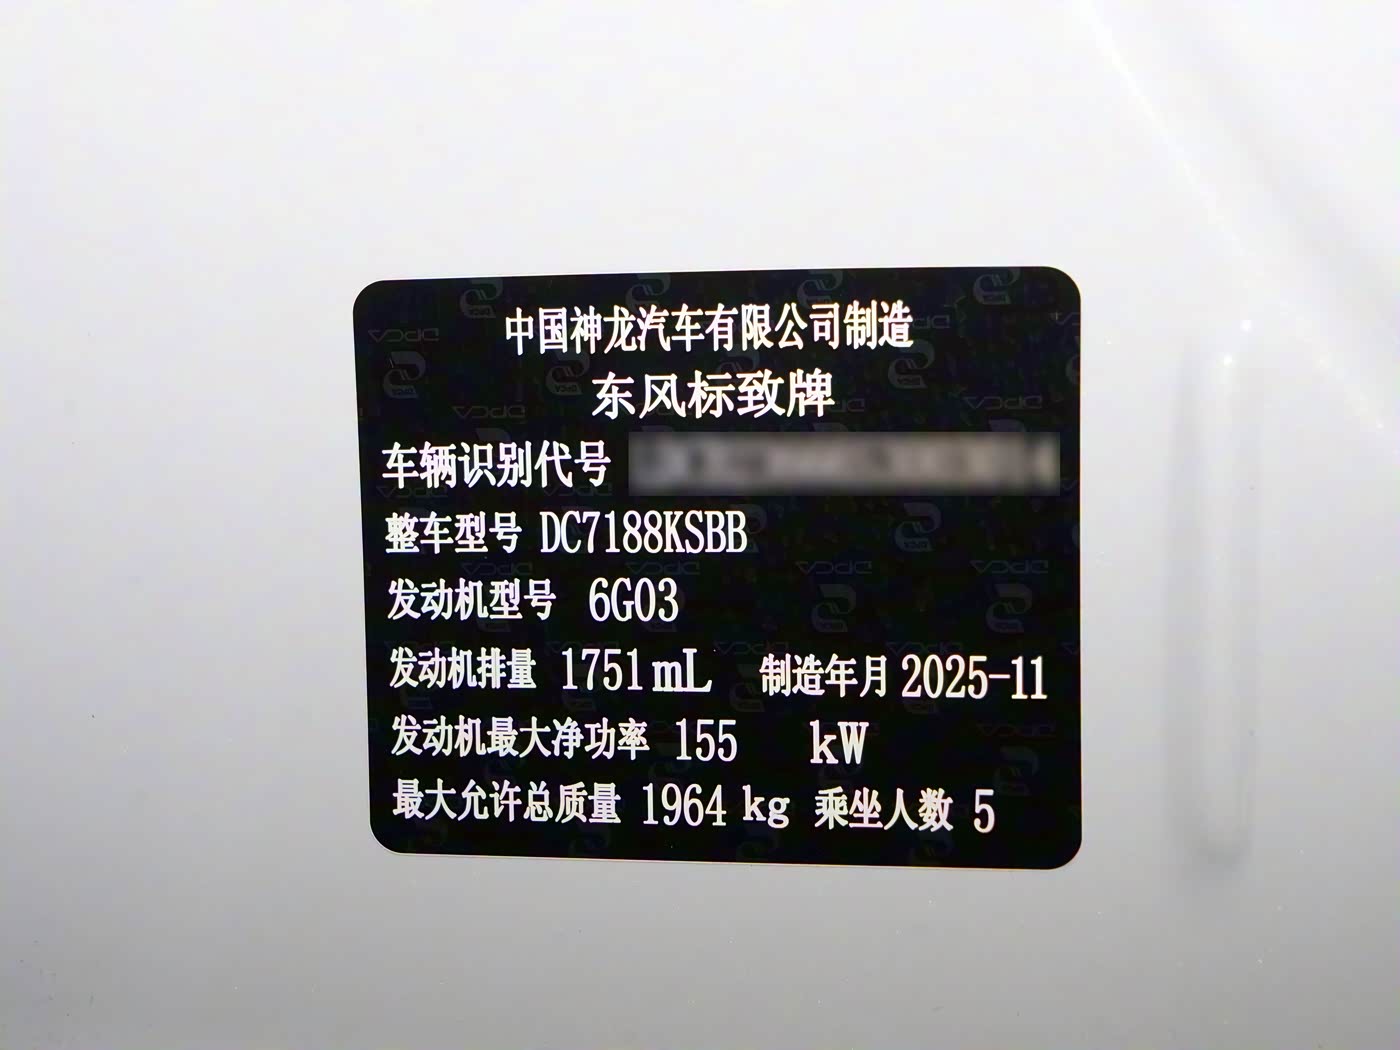 中国神龙汽车有限公司制造
东风标致牌
车辆识别代号
整车型号 DC7188KSBB
发动机型号 6G03
发动机排量 1751mL 制造年月 2025-11
发动机最大净功率 155 kW
最大允许总质量 1964 kg 乘坐人数 5